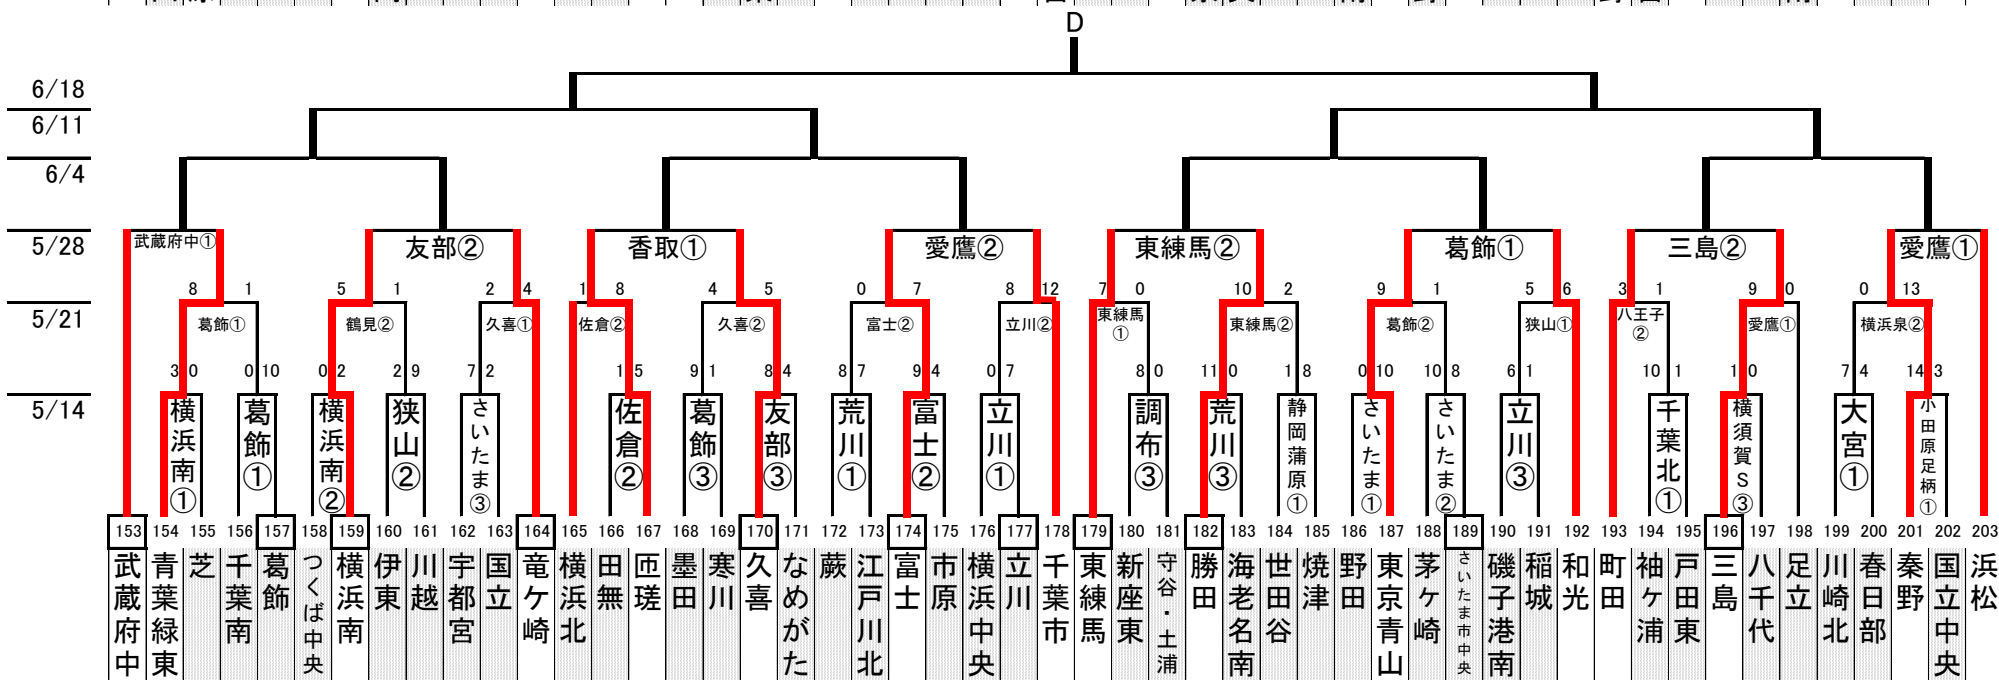 D
6/18
6/11
6/4
5/28
武蔵府中①
友部②
香取①
愛鷹②
東練馬②
葛飾①
三島②
愛鷹①
8 1 5 1 2 4 1 8 4 5 0 7 8 12 7 0 10 2 9 1 5 6 3 1 9 0 0 13
5/21
葛飾①
鶴見②
久喜①
佐倉②
久喜②
富士②
立川②
東練馬①
東練馬②
葛飾②
狭山①
八王子②
愛鷹①
横浜泉②
3 0 0 10 0 2 2 9 7 2 1 5 9 1 8 4 8 7 9 4 0 7 8 0 11 0 1 8 0 10 10 8 6 1 10 1 1 0 7 4 14 3
5/14
横浜南①
葛飾①
横浜南②
狭山②
さいたま③
佐倉②
葛飾③
友部③
荒川①
富士②
立川①
調布③
荒川③
静岡蒲原①
さいたま①
さいたま②
立川③
千葉北①
横須賀S③
大宮①
小田原足柄①
153 154 155 156 157 158 159 160 161 162 163 164 165 166 167 168 169 170 171 172 173 174 175 176 177 178 179 180 181 182 183 184 185 186 187 188 189 190 191 192 193 194 195 196 197 198 199 200 201 202 203
武蔵府中
青葉緑東
芝
千葉南
葛飾
つくば中央
横浜南
伊東
川越
宇都宮
国立
竜ケ崎
横浜北
田無
匝瑳
墨田
寒川
久喜
なめがた
蕨
江戸川北
富士
市原
横浜中央
立川
千葉市
東練馬
新座東
守谷・土浦
勝田
海老名南
世田谷
焼津
野田
東京青山
茅ヶ崎
さいたま市中央
磯子港南
稲城
和光
町田
袖ヶ浦
戸田東
三島
八千代
足立
川崎北
春日部
秦野
国立中央
浜松